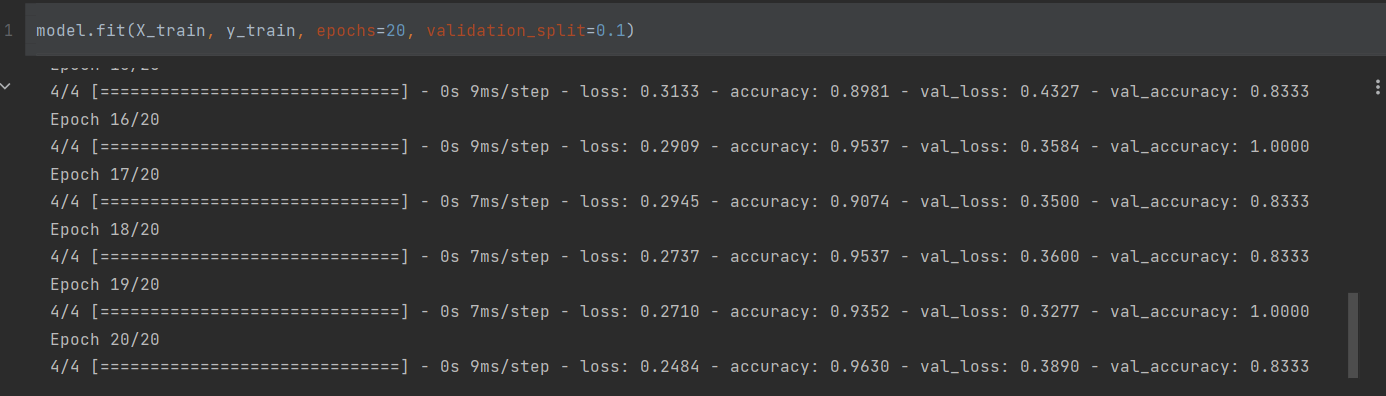 1 model.fit(X_train, y_train, epochs=20, validation_split=0.1)
4/4 [==============================] - 0s 9ms/step - loss: 0.3133 - accuracy: 0.8981 - val_loss: 0.4327 - val_accuracy: 0.8333
Epoch 16/20
4/4 [==============================] - 0s 9ms/step - loss: 0.2909 - accuracy: 0.9537 - val_loss: 0.3584 - val_accuracy: 1.0000
Epoch 17/20
4/4 [==============================] - 0s 7ms/step - loss: 0.2945 - accuracy: 0.9074 - val_loss: 0.3500 - val_accuracy: 0.8333
Epoch 18/20
4/4 [==============================] - 0s 7ms/step - loss: 0.2737 - accuracy: 0.9537 - val_loss: 0.3600 - val_accuracy: 0.8333
Epoch 19/20
4/4 [==============================] - 0s 7ms/step - loss: 0.2710 - accuracy: 0.9352 - val_loss: 0.3277 - val_accuracy: 1.0000
Epoch 20/20
4/4 [==============================] - 0s 9ms/step - loss: 0.2484 - accuracy: 0.9630 - val_loss: 0.3890 - val_accuracy: 0.8333